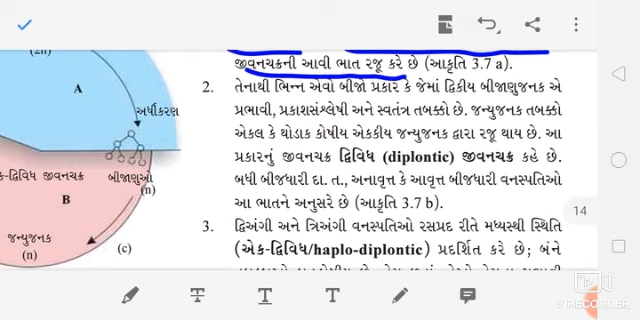 (2n)
A
અર્ધીકરણ
ક-દ્વિવિધ જીવનચક્ર
બીજાણુઓ
(n)
B
જન્યુજનક
(n)
(c)
જીવનચક્રની આવી ભાત રજૂ કરે છે (આકૃતિ 3.7 a).
2. તેનાથી ભિન્ન એવો બીજો પ્રકાર કે જેમાં દ્વિકીય બીજાણુજનક એ
પ્રભાવી, પ્રકાશસંશ્લેષી અને સ્વતંત્ર તબક્કો છે. જન્યુજનક તબક્કો
એકલ કે થોડાક કોષીય એકકીય જન્યુજનક દ્વારા રજૂ થાય છે. આ
પ્રકારનું જીવનચક્ર દ્વિવિધ (diplontic) જીવનચક્ર કહે છે.
બધી બીજધારી દા. ત., અનાવૃત્ત કે આવૃત્ત બીજધારી વનસ્પતિઓ
આ ભાતને અનુસરે છે (આકૃતિ 3.7 b).
3. દ્વિઅંગી અને ત્રિઅંગી વનસ્પતિઓ રસપ્રદ રીતે મધ્યસ્થી સ્થિતિ
(એક-દ્વિવિધ/haplo-diplontic) પ્રદર્શિત કરે છે; બંને
14
RECORDER